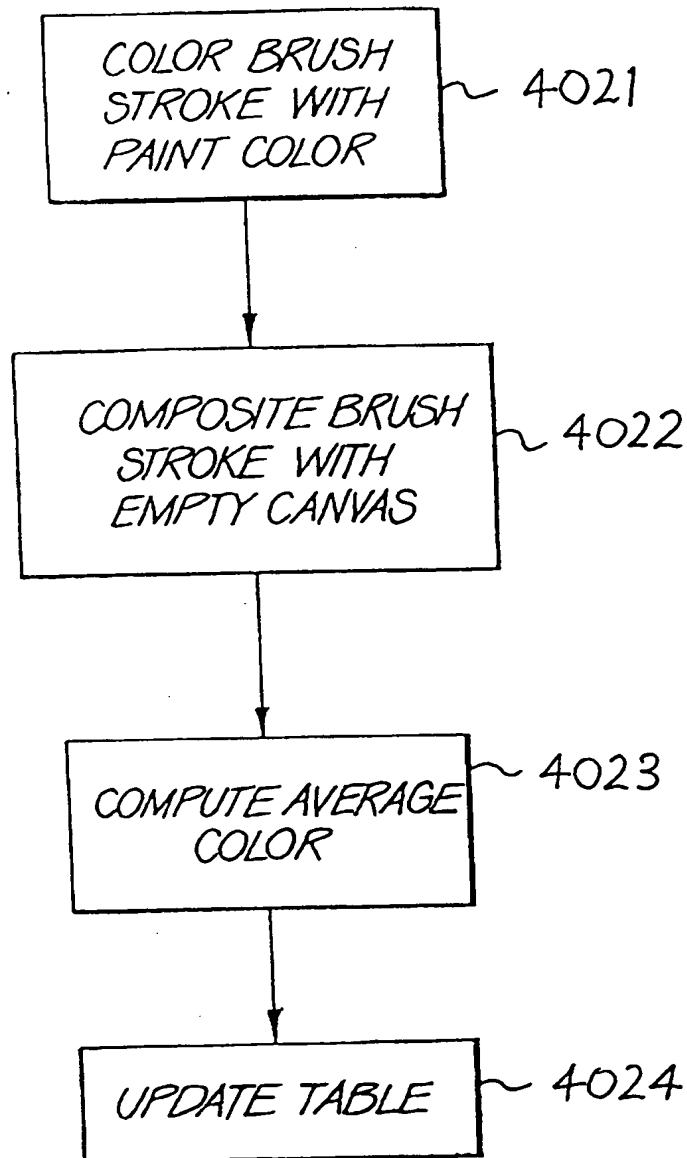 COLOR BRUSH
STROKE WITH
PAINT COLOR
4021
COMPOSITE BRUSH
STROKE WITH
EMPTY CANVAS
4022
COMPUTE AVERAGE
COLOR
4023
UPDATE TABLE
4024